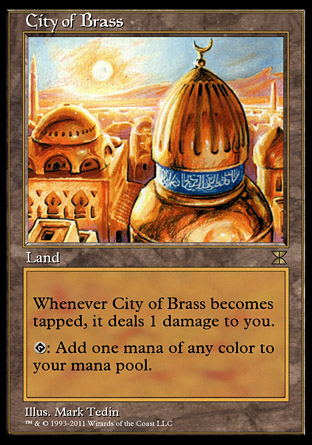 City of Brass
Land
Whenever City of Brass becomes
tapped, it deals 1 damage to you.
: Add one mana of any color to
your mana pool.
Illus. Mark Tedin
™ & © 1993-2011 Wizards of the Coast LLC